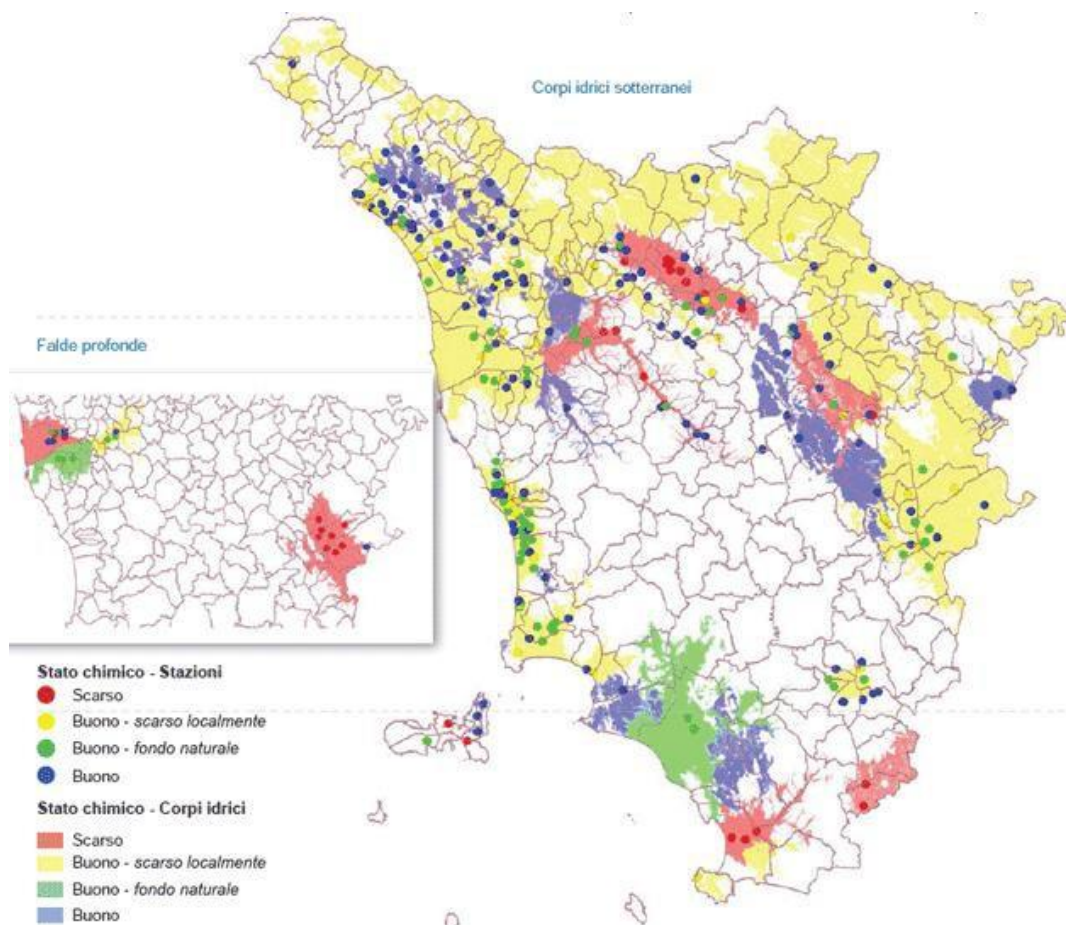 Corpi idrici sotterranei
Falde profonde
Stato chimico - Stazioni
Scarso
Buono - scarso localmente
Buono - fondo naturale
Buono
Stato chimico - Corpi idrici
Scarso
Buono - scarso localmente
Buono - fondo naturale
Buono